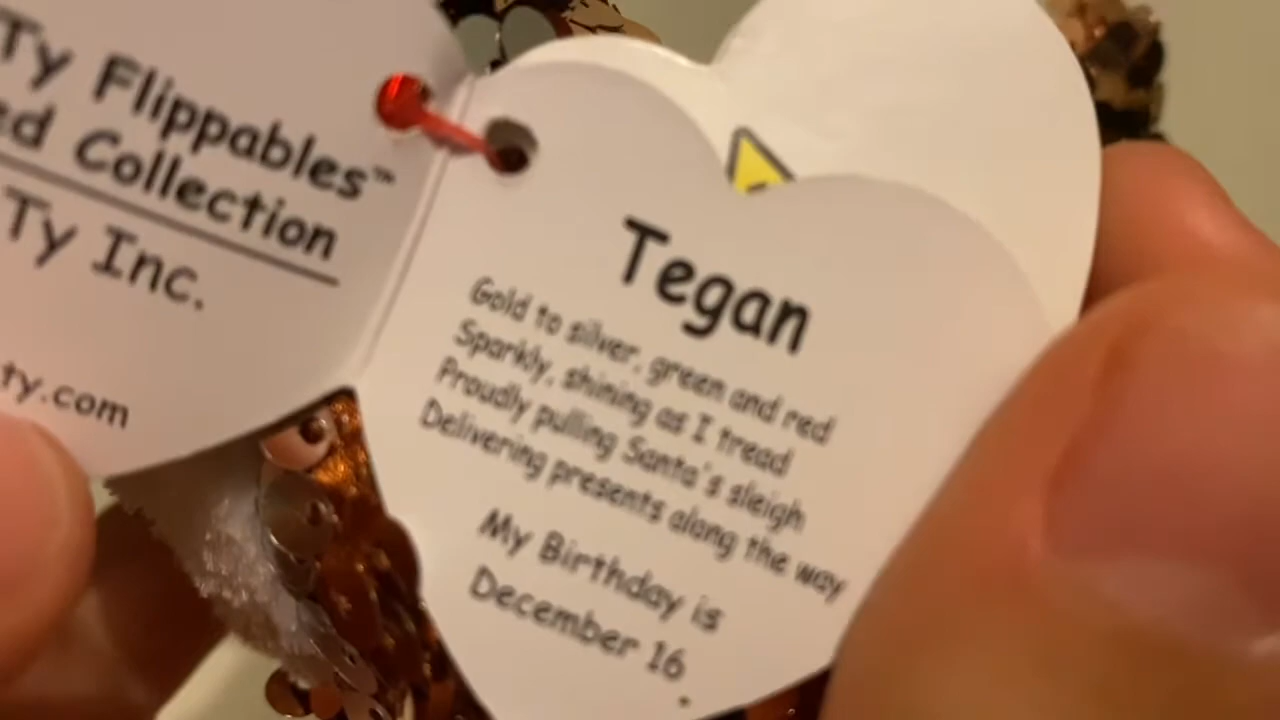 Ty Flippables™
ed Collection
Ty Inc.
ty.com
Tegan
Gold to silver, green and red
Sparkly, shining as I tread
Proudly pulling Santa's sleigh
Delivering presents along the way
My Birthday is
December 16